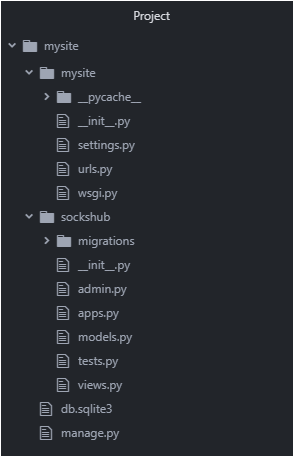 Project
mysite
mysite
__pycache__
__init__.py
settings.py
urls.py
wsgi.py
sockshub
migrations
__init__.py
admin.py
apps.py
models.py
tests.py
views.py
db.sqlite3
manage.py